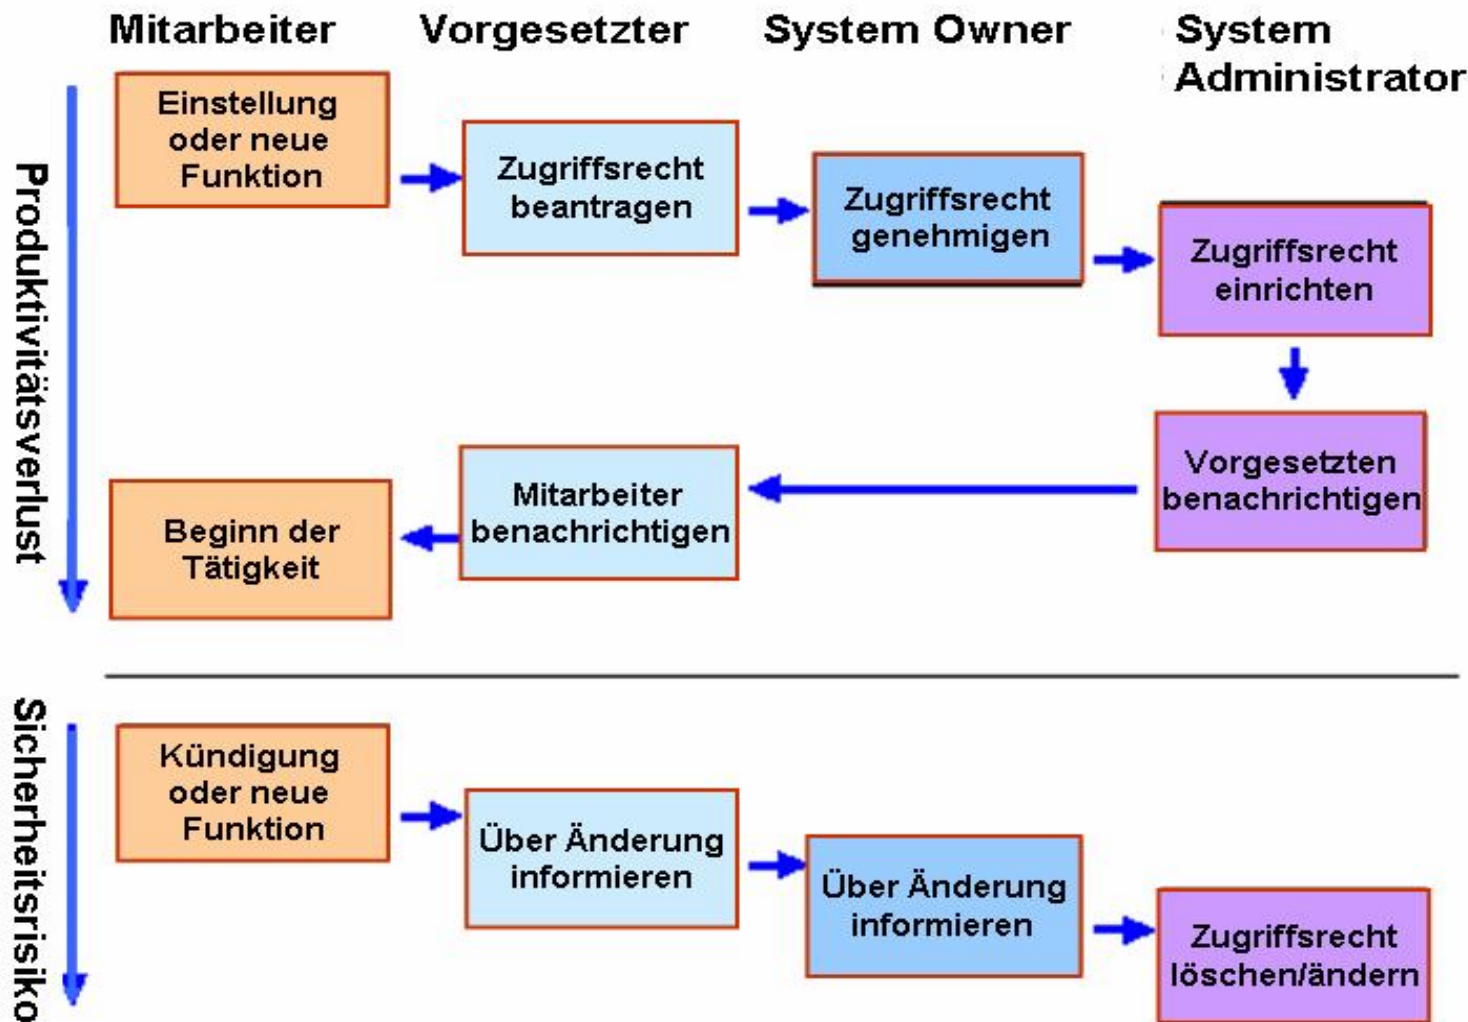 Mitarbeiter
Vorgesetzter
System Owner
System
Administrator
Produktivitätsverlust
Einstellung
oder neue
Funktion
Zugriffsrecht
beantragen
Zugriffsrecht
genehmigen
Zugriffsrecht
einrichten
Vorgesetzten
benachrichtigen
Mitarbeiter
benachrichtigen
Beginn der
Tätigkeit
Sicherheitsrisiko
Kündigung
oder neue
Funktion
Über Änderung
informieren
Über Änderung
informieren
Zugriffsrecht
löschen/ändern